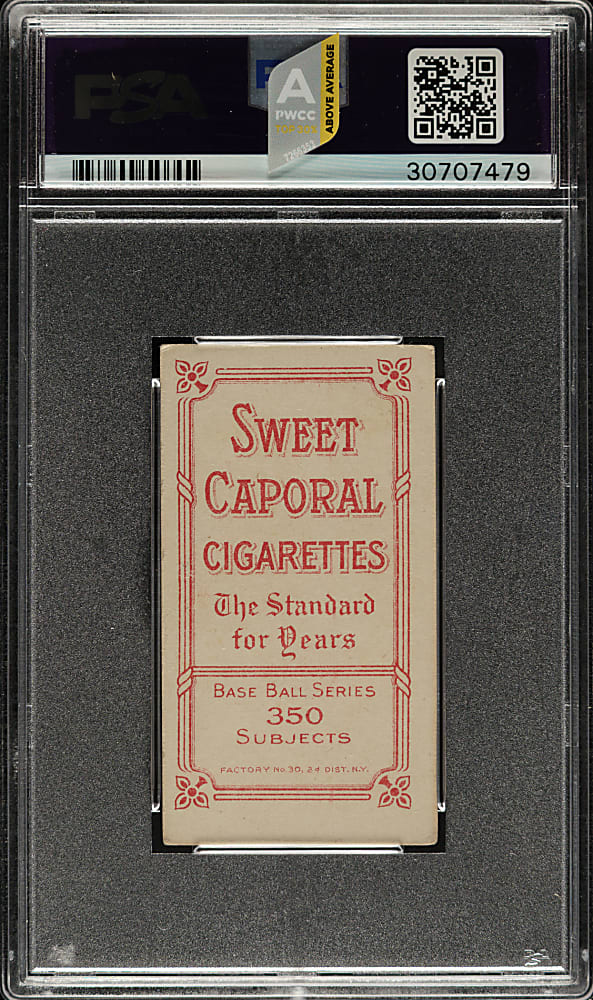 PSA
A
PWCC
ABOVE AVERAGE
30707479
SWEET
CAPORAL
CIGARETTES
The Standard
for Years
BASE BALL SERIES
350
SUBJECTS
FACTORY No. 30, 2d DIST. N.Y.